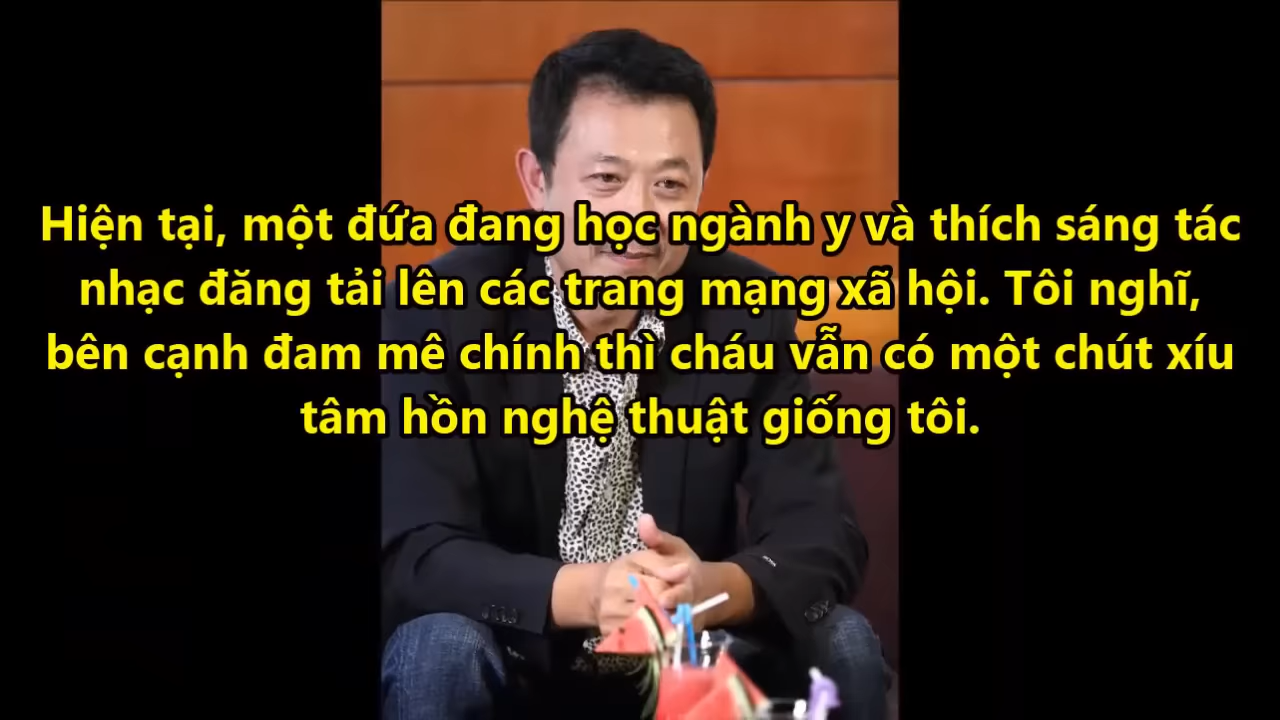 Hiện tại, một đứa đang học ngành y và thích sáng tác
nhạc đăng tải lên các trang mạng xã hội. Tôi nghĩ,
bên cạnh đam mê chính thì cháu vẫn có một chút xíu
tâm hồn nghệ thuật giống tôi.